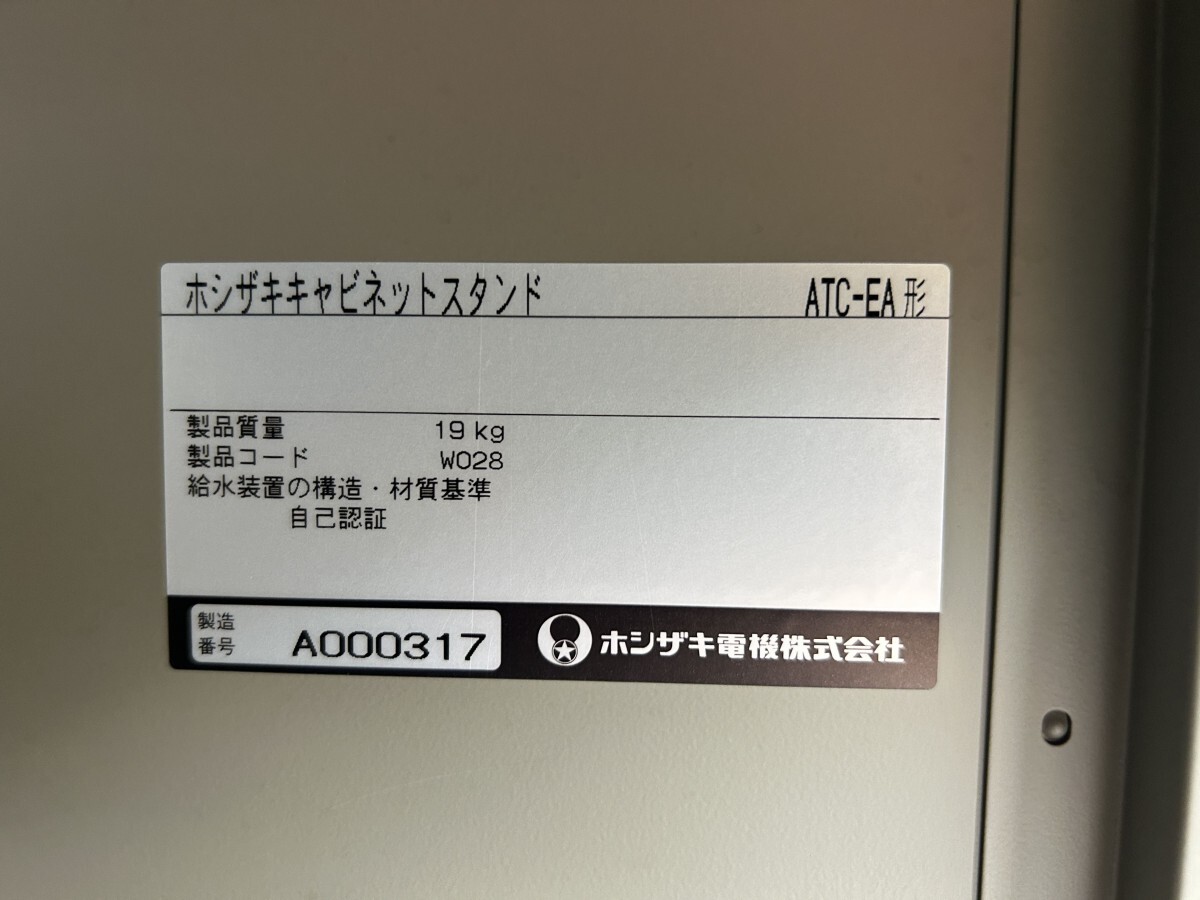 ホシザキキャビネットスタンド ATC-EA形
製品質量 19 kg
製品コード W028
給水装置の構造・材質基準
自己認証
製造
番号 A000317
ホシザキ電機株式会社